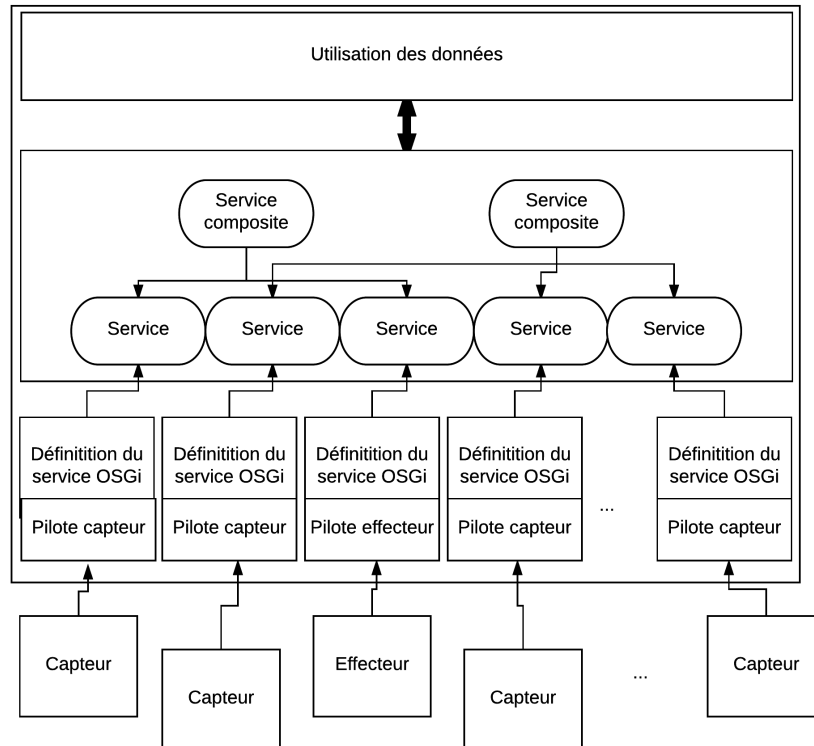 Utilisation des données
Service
composite
Service
composite
Service
Service
Service
Service
Service
Définitition du
service OSGi
Définitition du
service OSGi
Définitition du
service OSGi
Définitition du
service OSGi
Définitition du
service OSGi
Pilote capteur
Pilote capteur
Pilote effecteur
Pilote capteur
...
Pilote capteur
Capteur
Capteur
Effecteur
Capteur
...
Capteur